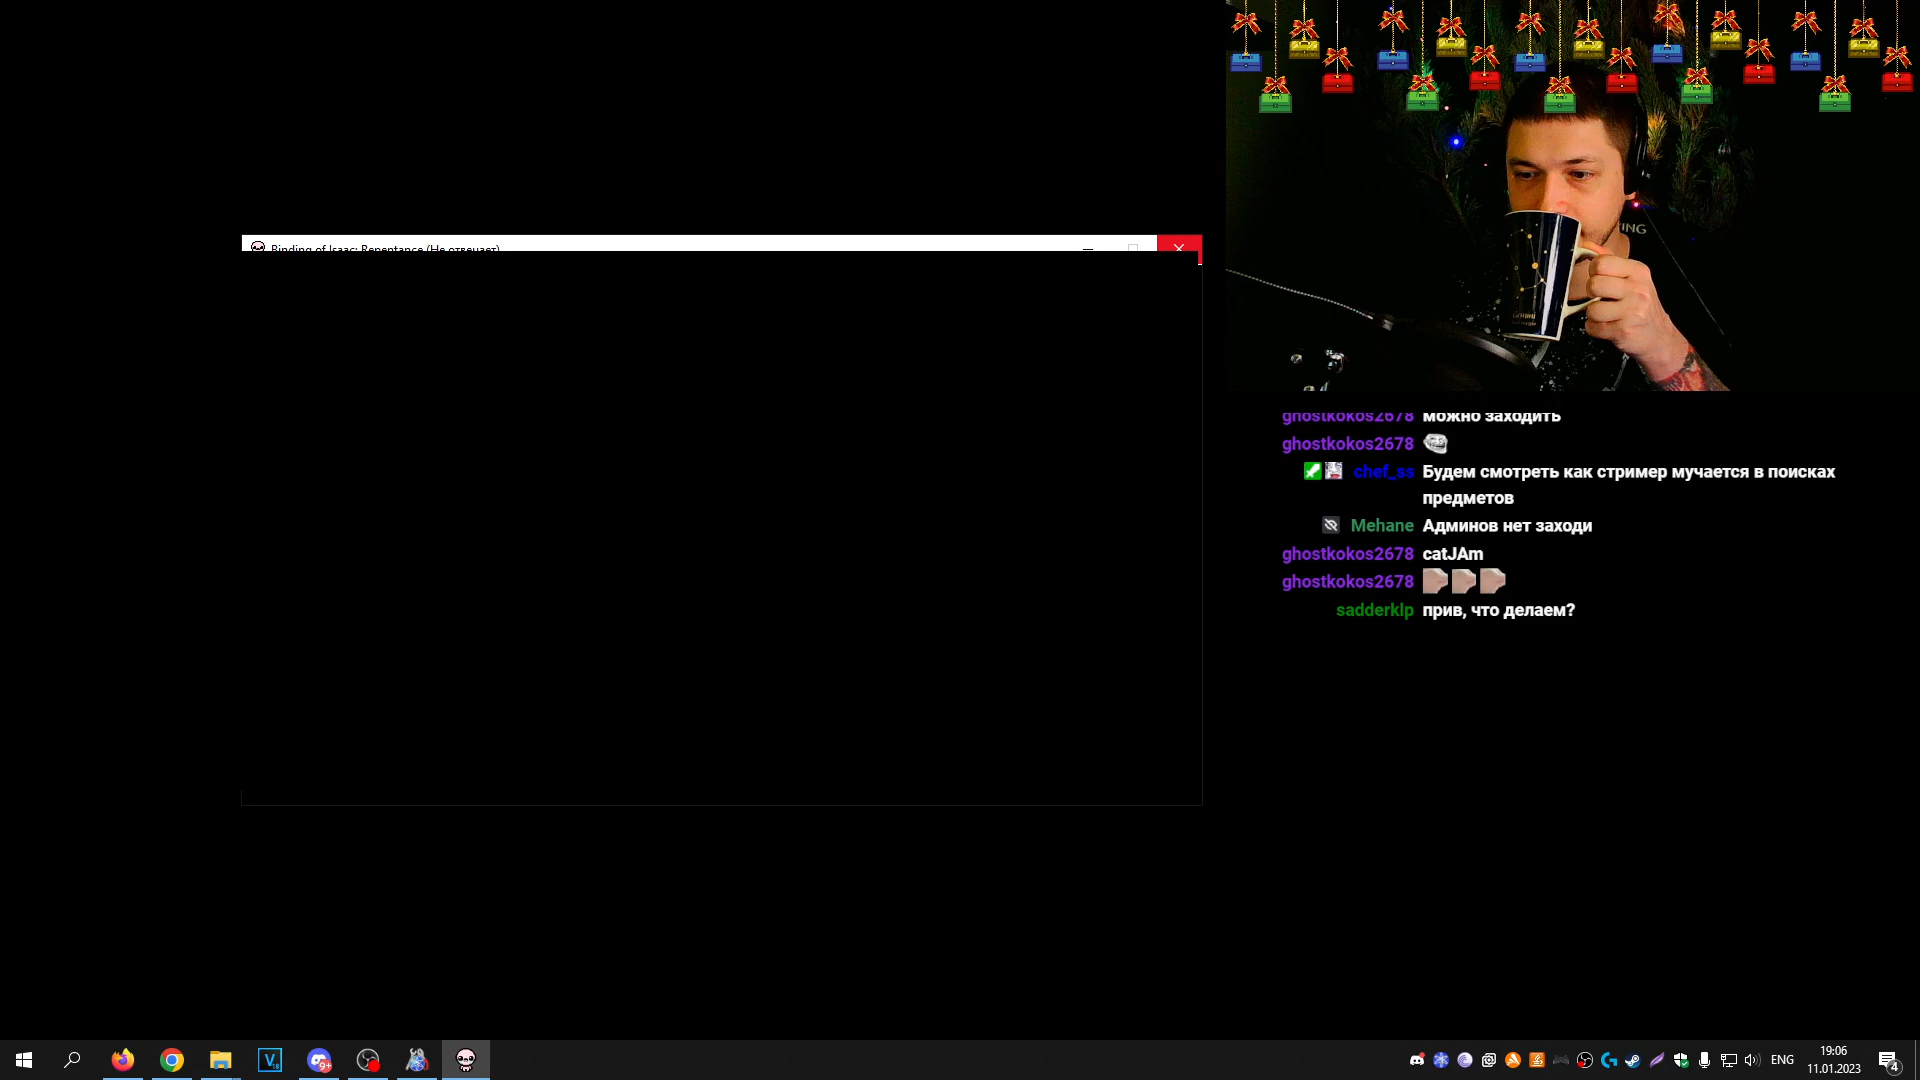 Binding of Isaac: Repentance (Не отвечает)
ghostkokos2678 можно заходить
ghostkokos2678
chef_ss Будем смотреть как стример мучается в поисках
предметов
Mehane Админов нет заходи
ghostkokos2678 catJAm
ghostkokos2678
sadderklp прив, что делаем?
ENG
19:06
11.01.2023
4